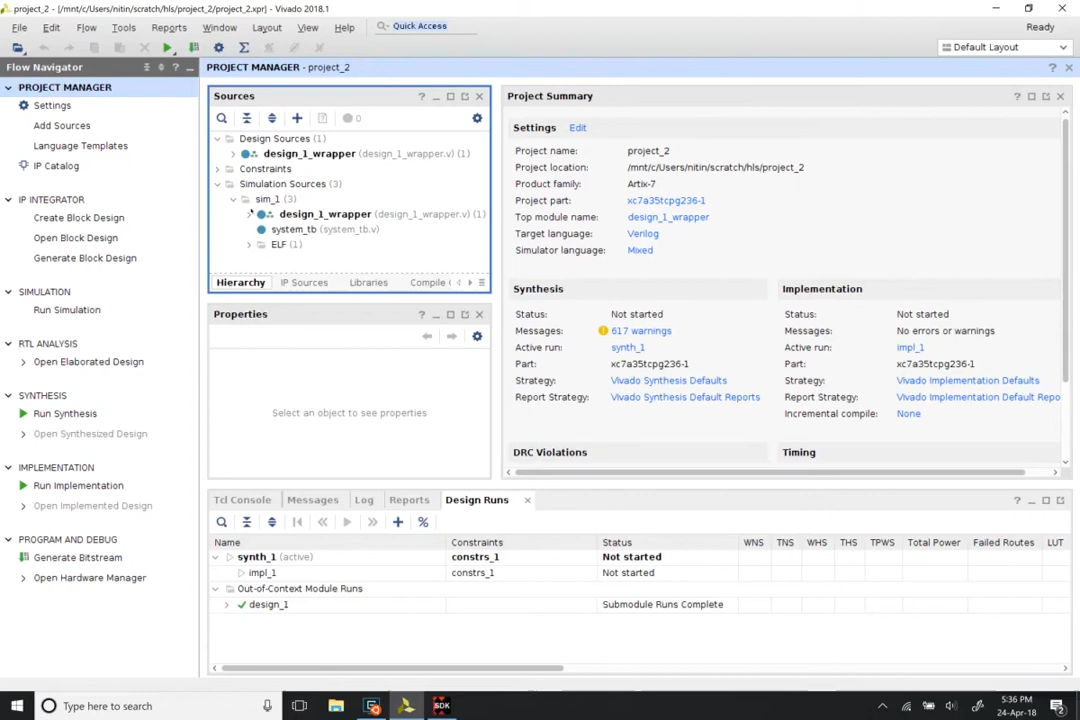 project_2 - [/mnt/c/Users/nitin/scratch/hls/project_2/project_2.xpr] - Vivado 2018.1
File Edit Flow Tools Reports Window Layout View Help Quick Access Ready
Default Layout
Flow Navigator
PROJECT MANAGER
Settings
Add Sources
Language Templates
IP Catalog
IP INTEGRATOR
Create Block Design
Open Block Design
Generate Block Design
SIMULATION
Run Simulation
RTL ANALYSIS
Open Elaborated Design
SYNTHESIS
Run Synthesis
Open Synthesized Design
IMPLEMENTATION
Run Implementation
Open Implemented Design
PROGRAM AND DEBUG
Generate Bitstream
Open Hardware Manager
PROJECT MANAGER - project_2
Sources
0
Design Sources (1)
design_1_wrapper (design_1_wrapper.v) (1)
Constraints
Simulation Sources (3)
sim_1 (3)
design_1_wrapper (design_1_wrapper.v) (1)
system_tb (system_tb.v)
ELF (1)
Hierarchy IP Sources Libraries Compile
Properties
Select an object to see properties
Project Summary
Settings Edit
Project name: project_2
Project location: /mnt/c/Users/nitin/scratch/hls/project_2
Product family: Artix-7
Project part: xc7a35tcpg236-1
Top module name: design_1_wrapper
Target language: Verilog
Simulator language: Mixed
Synthesis
Status: Not started
Messages: 617 warnings
Active run: synth_1
Part: xc7a35tcpg236-1
Strategy: Vivado Synthesis Defaults
Report Strategy: Vivado Synthesis Default Reports
Implementation
Status: Not started
Messages: No errors or warnings
Active run: impl_1
Part: xc7a35tcpg236-1
Strategy: Vivado Implementation Defaults
Report Strategy: Vivado Implementation Default Repo
Incremental compile: None
DRC Violations
Timing
Tcl Console Messages Log Reports Design Runs
Name Constraints Status WNS TNS WHS THS TPWS Total Power Failed Routes LUT
synth_1 (active) constrs_1 Not started
impl_1 constrs_1 Not started
Out-of-Context Module Runs
design_1 Submodule Runs Complete
Type here to search
SDK
5:36 PM
24-Apr-18
2